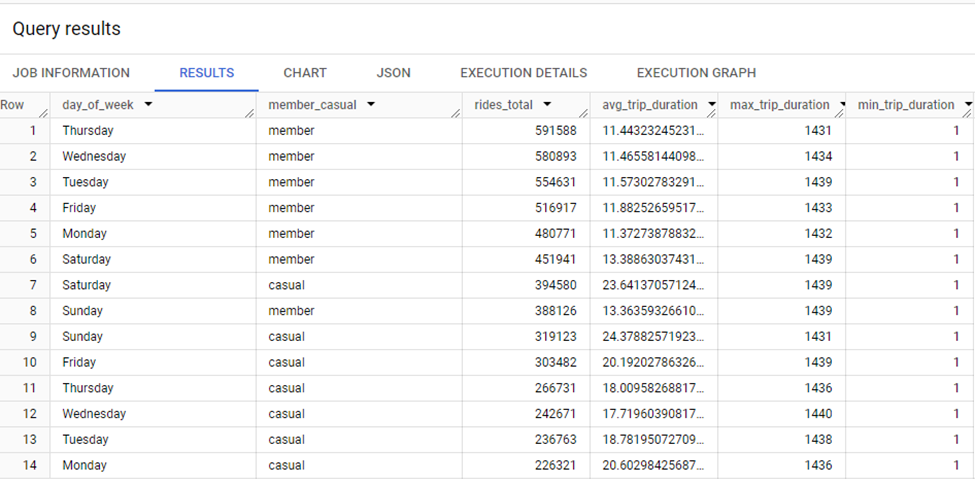 Query results
JOB INFORMATION RESULTS CHART JSON EXECUTION DETAILS EXECUTION GRAPH
Row day_of_week member_casual rides_total avg_trip_duration max_trip_duration min_trip_duration
1 Thursday member 591588 11.44323245231... 1431 1
2 Wednesday member 580893 11.46558144098... 1434 1
3 Tuesday member 554631 11.57302783291... 1439 1
4 Friday member 516917 11.88252659517... 1433 1
5 Monday member 480771 11.37273878832... 1432 1
6 Saturday member 451941 13.38863037431... 1439 1
7 Saturday casual 394580 23.64137057124... 1439 1
8 Sunday member 388126 13.36359326610... 1439 1
9 Sunday casual 319123 24.37882571923... 1431 1
10 Friday casual 303482 20.19202786326... 1439 1
11 Thursday casual 266731 18.00958268817... 1436 1
12 Wednesday casual 242671 17.71960390817... 1440 1
13 Tuesday casual 236763 18.78195072709... 1438 1
14 Monday casual 226321 20.60298425687... 1436 1